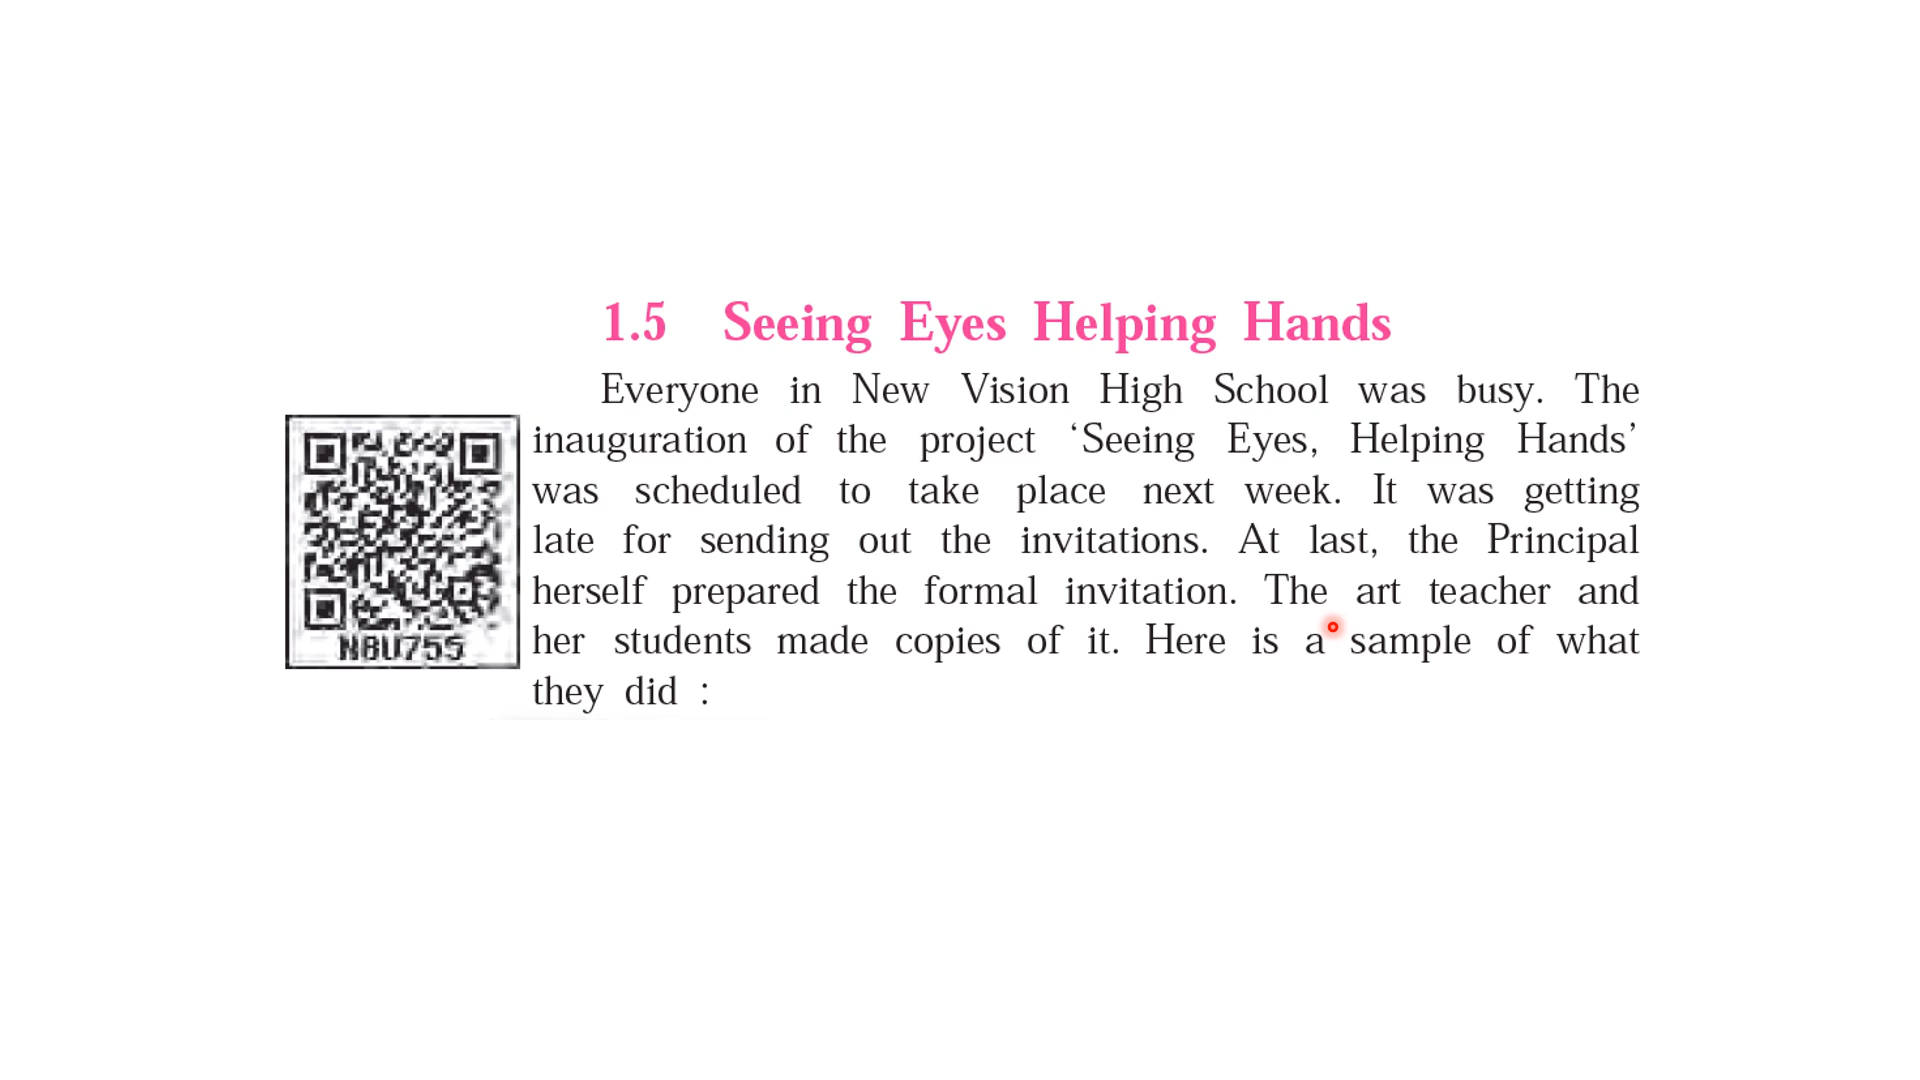 1.5 Seeing Eyes Helping Hands
Everyone in New Vision High School was busy. The
inauguration of the project ‘Seeing Eyes, Helping Hands’
was scheduled to take place next week. It was getting
late for sending out the invitations. At last, the Principal
herself prepared the formal invitation. The art teacher and
her students made copies of it. Here is a sample of what
they did :
N8U755